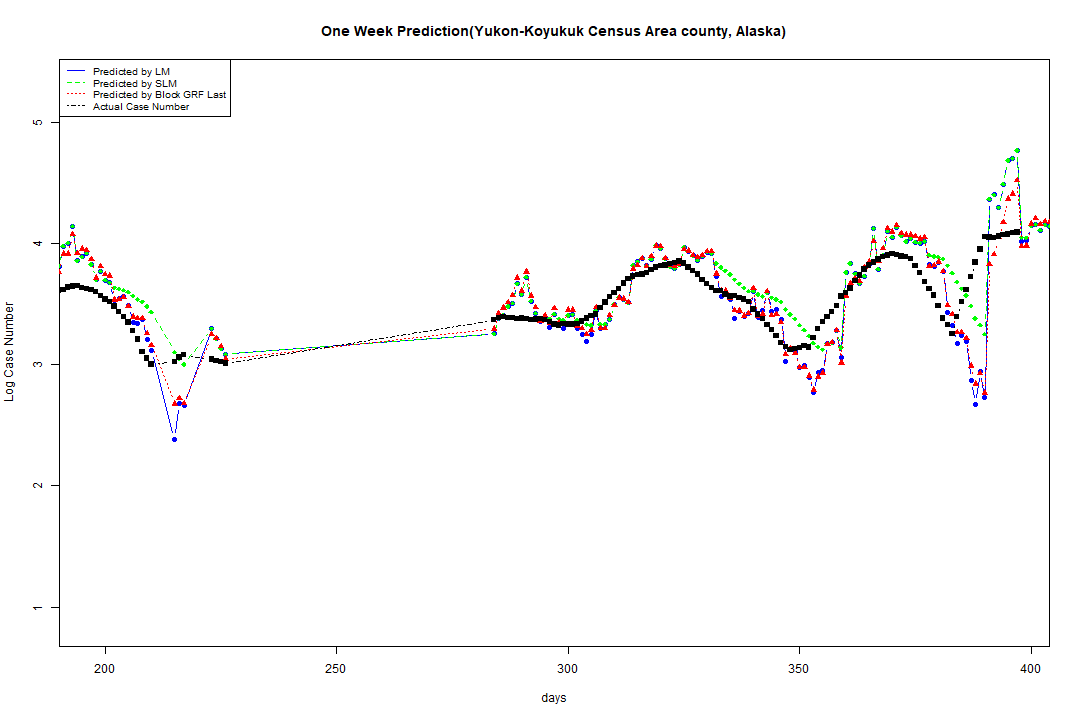 One Week Prediction(Yukon-Koyukuk Census Area county, Alaska)
Predicted by LM
Predicted by SLM
Predicted by Block GRF Last
Actual Case Number
5
4
3
2
1
Log Case Number
200 250 300 350 400
days